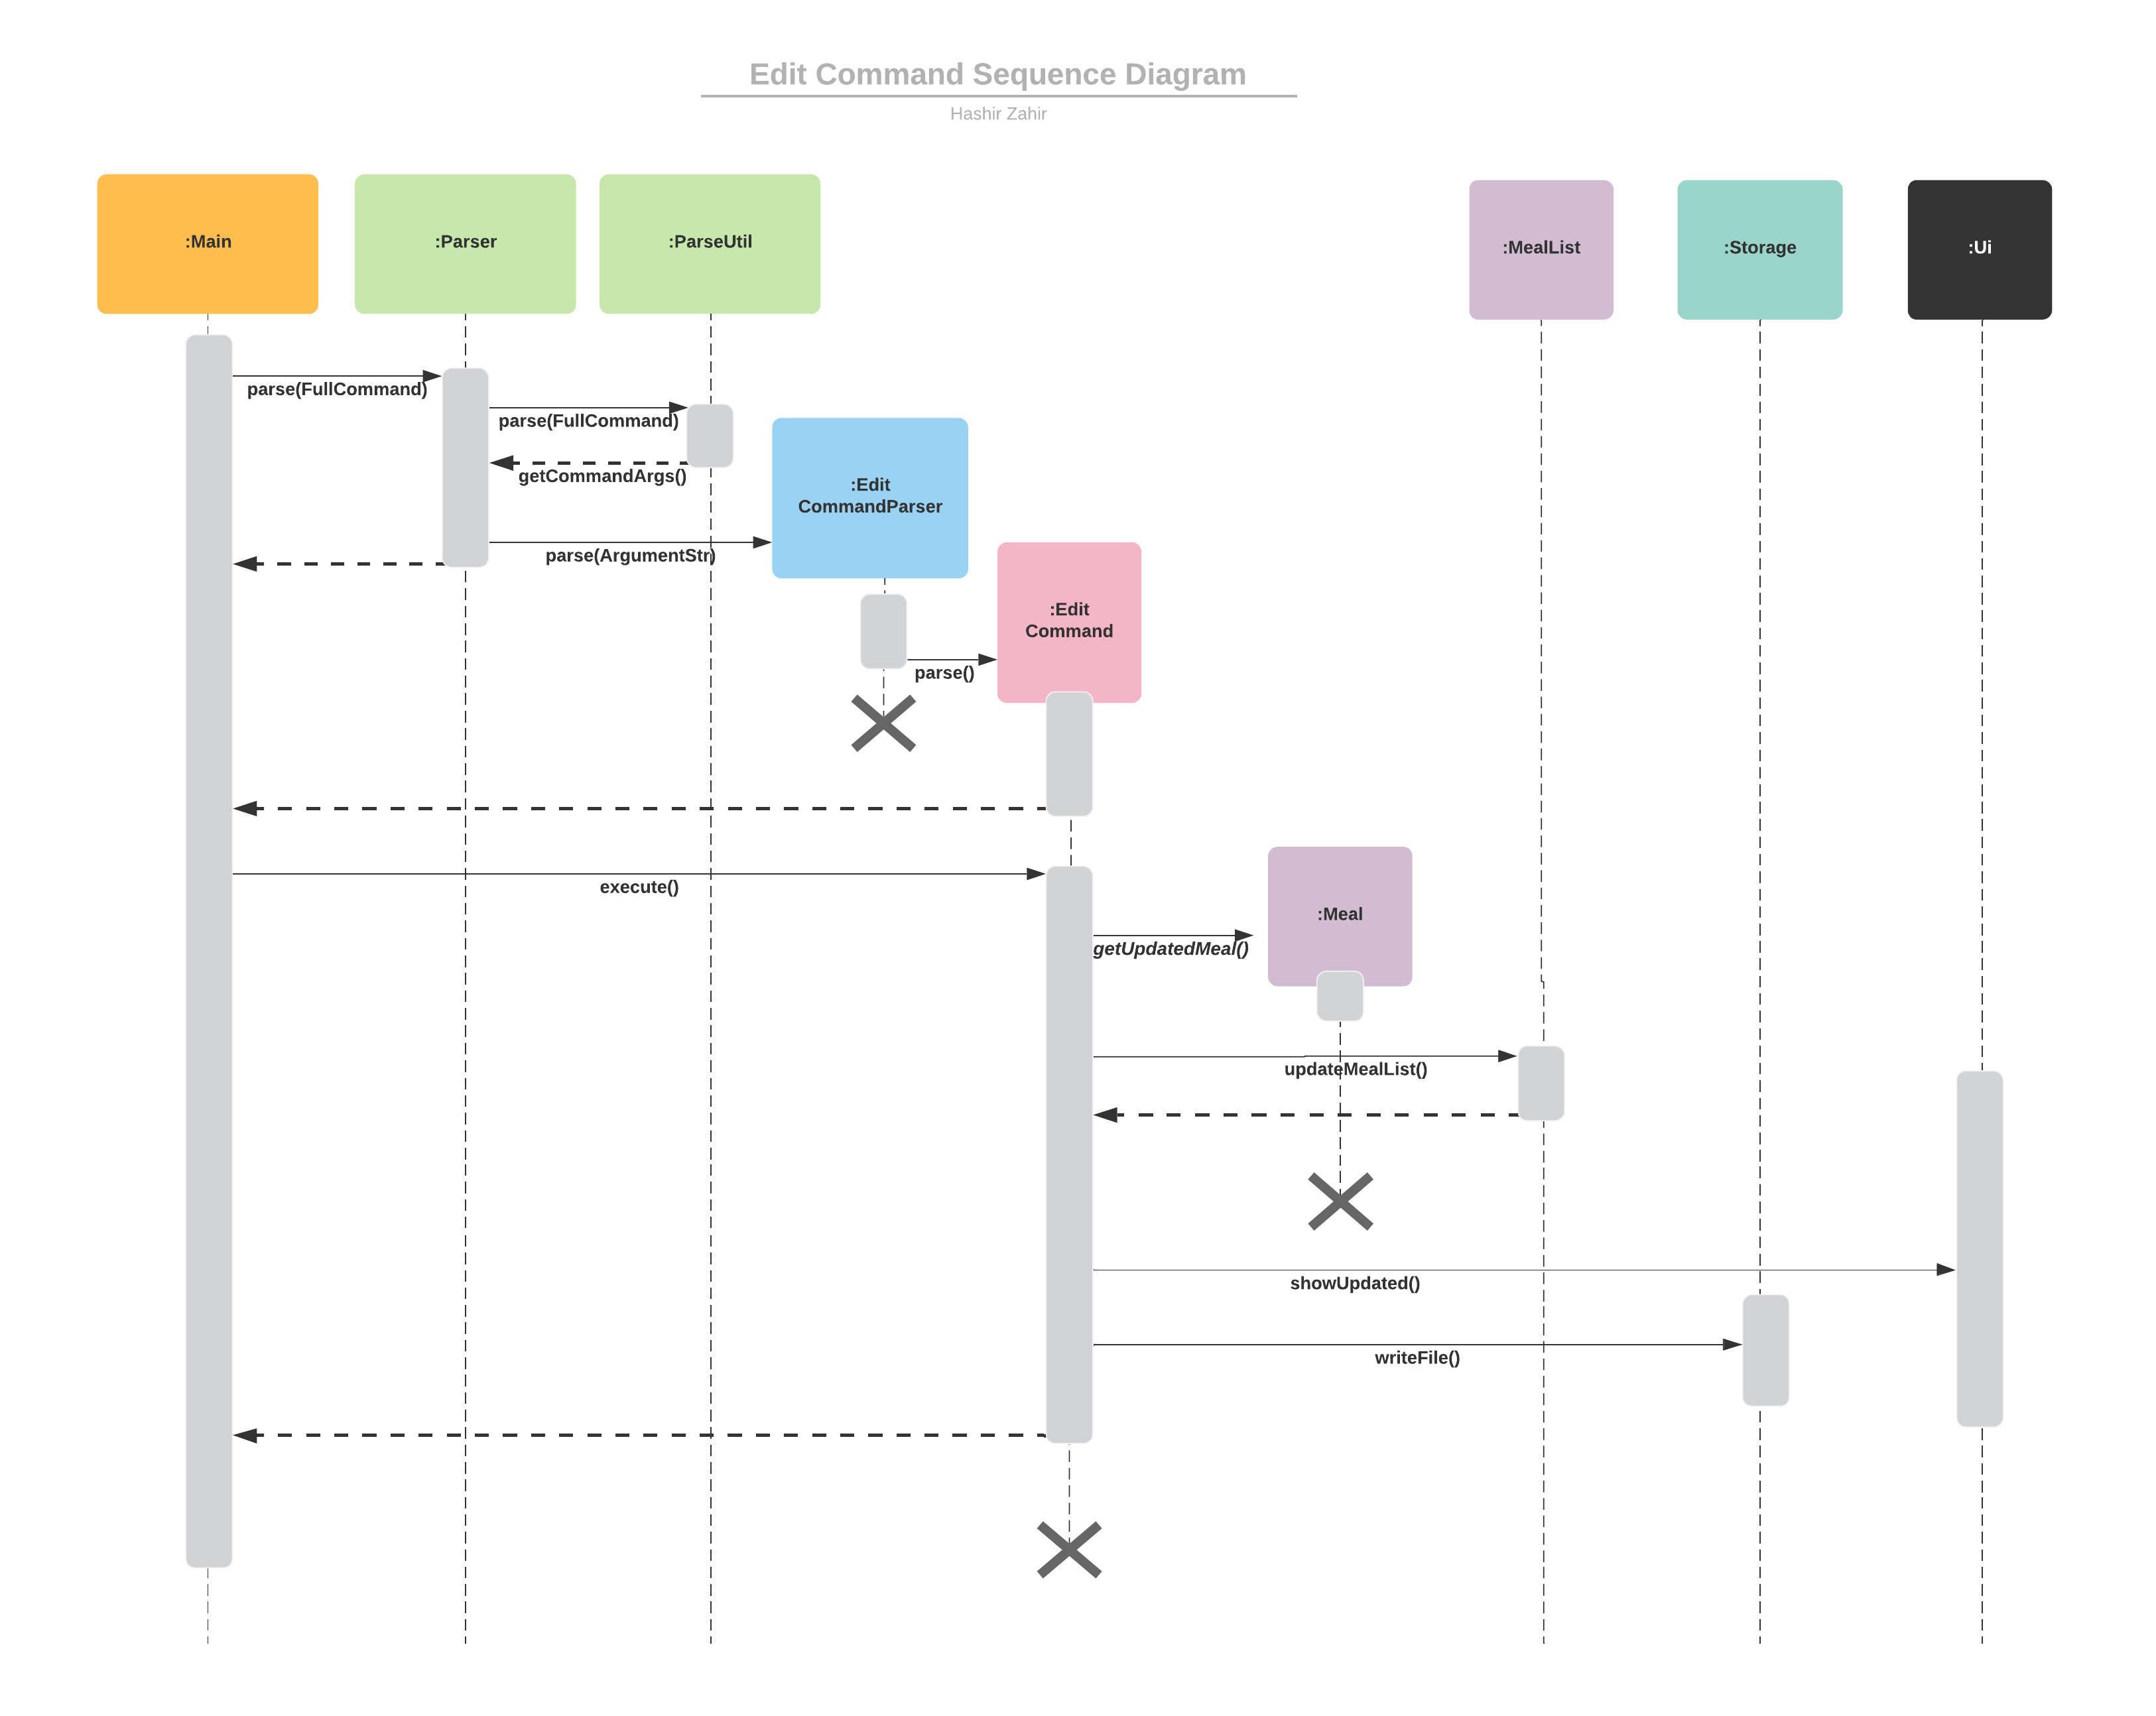 Edit Command Sequence Diagram
Hashir Zahir
:Main
:Parser
:ParseUtil
:MealList
:Storage
:Ui
parse(FullCommand)
parse(FullCommand)
getCommandArgs()
:Edit
CommandParser
parse(ArgumentStr)
:Edit
Command
parse()
execute()
:Meal
getUpdatedMeal()
updateMealList()
showUpdated()
writeFile()